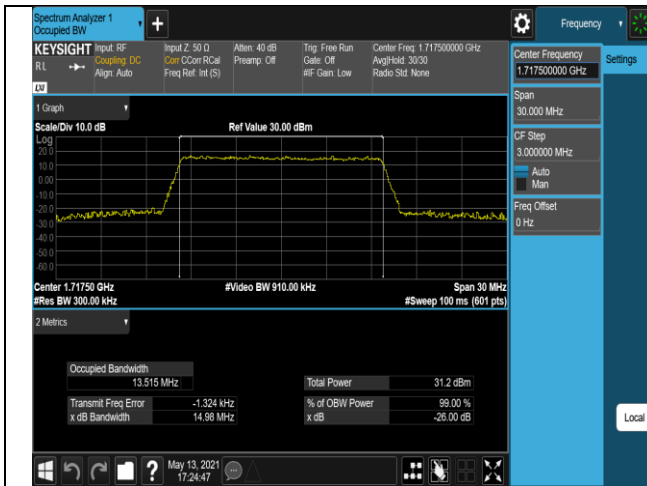 Spectrum Analyzer 1
Occupied BW
+
Frequency
KEYSIGHT
RL
LXI
Input: RF
Coupling: DC
Align: Auto
Input Z: 50 Ω
Corr CCorr RCal
Freq Ref: Int (S)
Atten: 40 dB
Preamp: Off
Trig: Free Run
Gate: Off
#IF Gain: Low
Center Freq: 1.717500000 GHz
Avg|Hold: 30/30
Radio Std: None
Center Frequency
1.717500000 GHz
Settings
Span
30.000 MHz
CF Step
3.000000 MHz
Auto
Man
Freq Offset
0 Hz
Local
1 Graph
Scale/Div 10.0 dB
Ref Value 30.00 dBm
Log
20.0
10.0
0.00
-10.0
-20.0
-30.0
-40.0
-50.0
-60.0
Center 1.71750 GHz
#Video BW 910.00 kHz
Span 30 MHz
#Res BW 300.00 kHz
#Sweep 100 ms (601 pts)
2 Metrics
Occupied Bandwidth
13.515 MHz
Total Power
31.2 dBm
Transmit Freq Error
-1.324 kHz
% of OBW Power
99.00 %
x dB Bandwidth
14.98 MHz
x dB
-26.00 dB
?
May 13, 2021
17:24:47